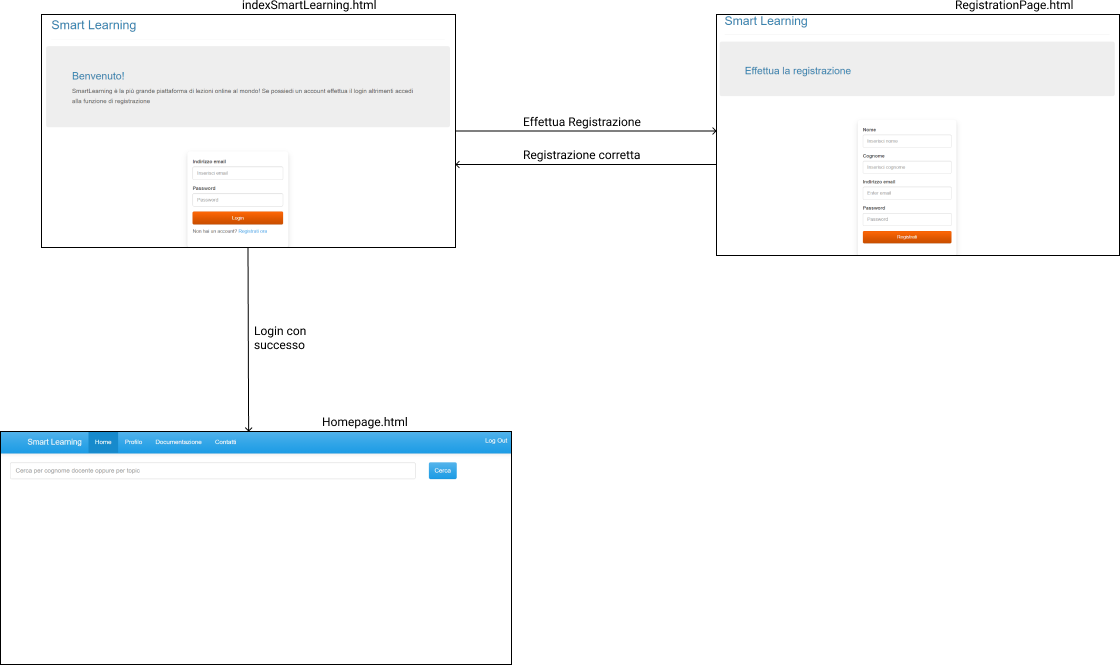 indexSmartLearning.html
Smart Learning
Benvenuto!
SmartLearning è la più grande piattaforma di lezioni online al mondo! Se possiedi un account effettua il login altrimenti accedi
alla funzione di registrazione
Indirizzo email
Inserisci email
Password
Password
Login
Non hai un account? Registrati ora
Effettua Registrazione
Registrazione corretta
RegistrationPage.html
Smart Learning
Effettua la registrazione
Nome
Inserisci nome
Cognome
Inserisci cognome
Indirizzo email
Enter email
Password
Password
Registrati
Login con
successo
Homepage.html
Smart Learning Home Profilo Documentazione Contatti Log Out
Cerca per cognome docente oppure per topic Cerca